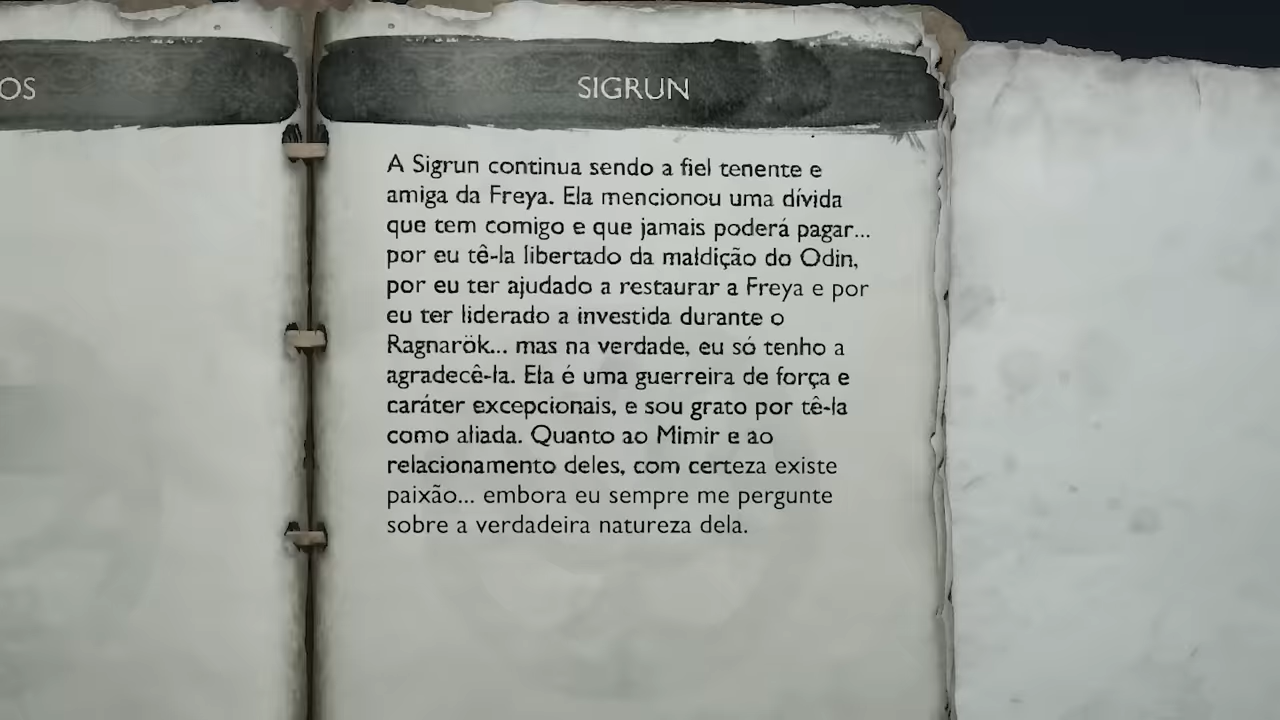 OS
SIGRUN
A Sigrun continua sendo a fiel tenente e
amiga da Freya. Ela mencionou uma dívida
que tem comigo e que jamais poderá pagar...
por eu tê-la libertado da maldição do Odin,
por eu ter ajudado a restaurar a Freya e por
eu ter liderado a investida durante o
Ragnarök... mas na verdade, eu só tenho a
agradecê-la. Ela é uma guerreira de força e
caráter excepcionais, e sou grato por tê-la
como aliada. Quanto ao Mimir e ao
relacionamento deles, com certeza existe
paixão... embora eu sempre me pergunte
sobre a verdadeira natureza dela.